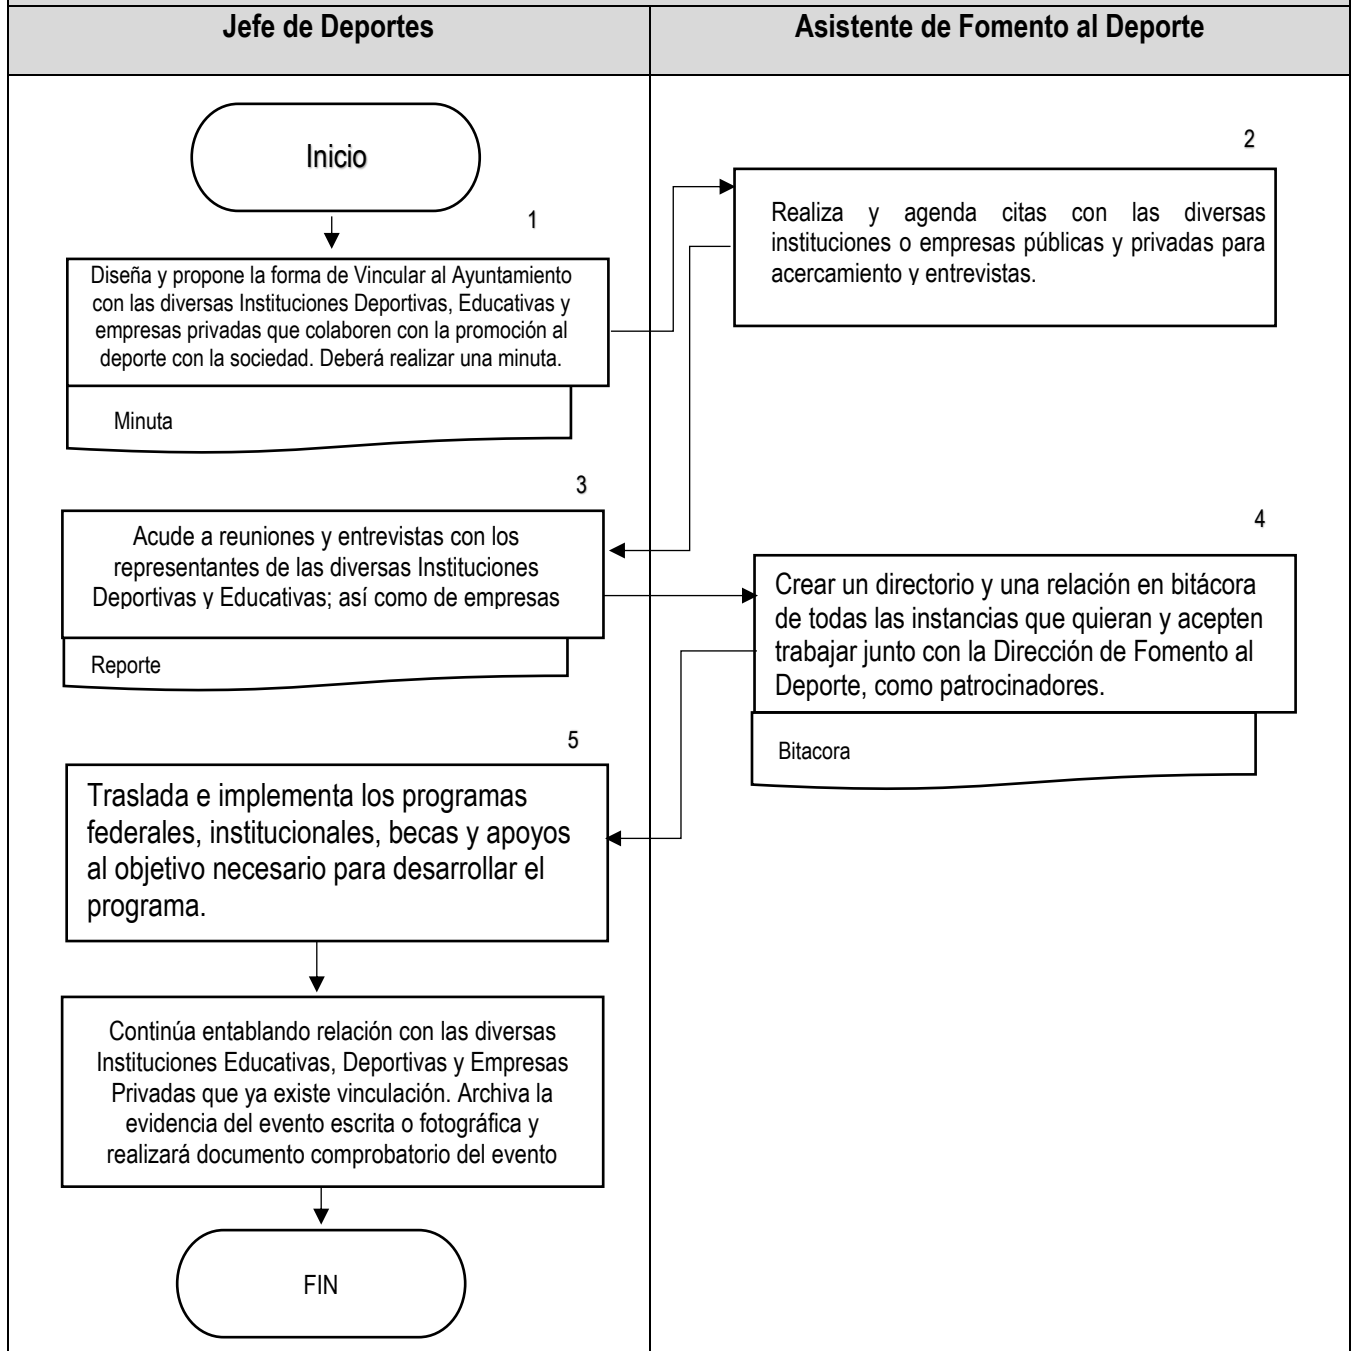 Jefe de Deportes
Asistente de Fomento al Deporte
Inicio
1
Diseña y propone la forma de Vincular al Ayuntamiento
con las diversas Instituciones Deportivas, Educativas y
empresas privadas que colaboren con la promoción al
deporte con la sociedad. Deberá realizar una minuta.
Minuta
2
Realiza y agenda citas con las diversas
instituciones o empresas públicas y privadas para
acercamiento y entrevistas.
3
Acude a reuniones y entrevistas con los
representantes de las diversas Instituciones
Deportivas y Educativas; así como de empresas
Reporte
4
Crear un directorio y una relación en bitácora
de todas las instancias que quieran y acepten
trabajar junto con la Dirección de Fomento al
Deporte, como patrocinadores.
Bitacora
5
Traslada e implementa los programas
federales, institucionales, becas y apoyos
al objetivo necesario para desarrollar el
programa.
Continúa entablando relación con las diversas
Instituciones Educativas, Deportivas y Empresas
Privadas que ya existe vinculación. Archiva la
evidencia del evento escrita o fotográfica y
realizará documento comprobatorio del evento
FIN